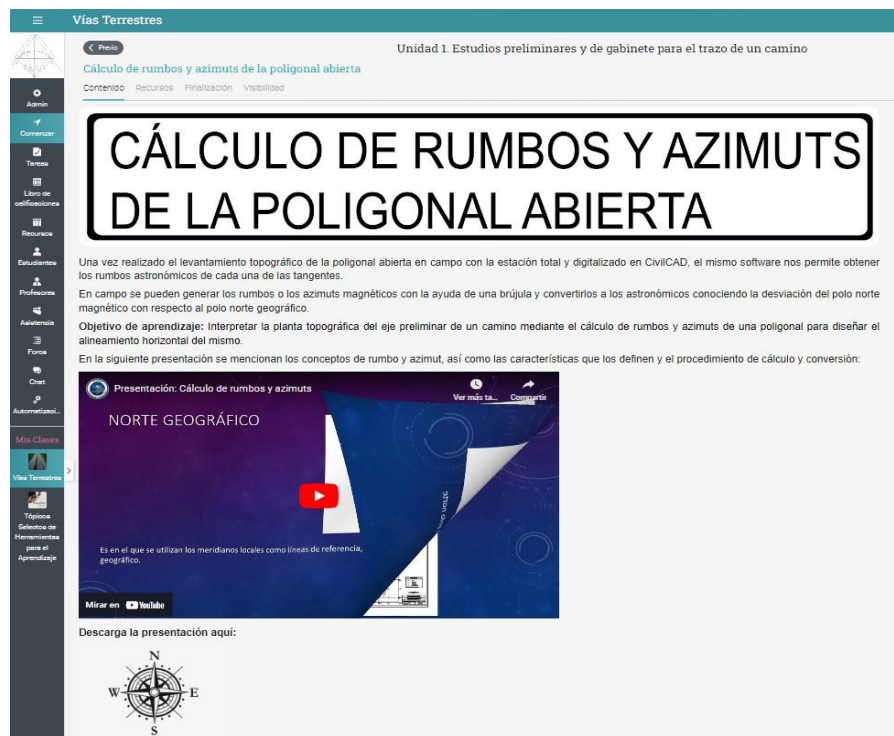 Vías Terrestres
Previo
Unidad 1. Estudios preliminares y de gabinete para el trazo de un camino
Cálculo de rumbos y azimuts de la poligonal abierta
Contenido Recursos Finalización Visibilidad
Admin
Comenzar
Tareas
Libro de
calificaciones
Recursos
Estudiantes
Profesores
Asistencia
Foros
Chat
Automatizaci...
Mis Clases
Vías Terrestres
Tópicos
Selectos de
Herramientas
para el
Aprendizaje
CÁLCULO DE RUMBOS Y AZIMUTS
DE LA POLIGONAL ABIERTA
Una vez realizado el levantamiento topográfico de la poligonal abierta en campo con la estación total y digitalizado en CivilCAD, el mismo software nos permite obtener
los rumbos astronómicos de cada una de las tangentes.
En campo se pueden generar los rumbos o los azimuts magnéticos con la ayuda de una brújula y convertirlos a los astronómicos conociendo la desviación del polo norte
magnético con respecto al polo norte geográfico.
Objetivo de aprendizaje: Interpretar la planta topográfica del eje preliminar de un camino mediante el cálculo de rumbos y azimuts de una poligonal para diseñar el
alineamiento horizontal del mismo.
En la siguiente presentación se mencionan los conceptos de rumbo y azimut, así como las características que los definen y el procedimiento de cálculo y conversión:
Presentación: Cálculo de rumbos y azimuts
Ver más ta... Compartir
NORTE GEOGRÁFICO
Es en el que se utilizan los meridianos locales como líneas de referencia,
geográfico.
Mirar en YouTube
Descarga la presentación aquí:
N
W E
S